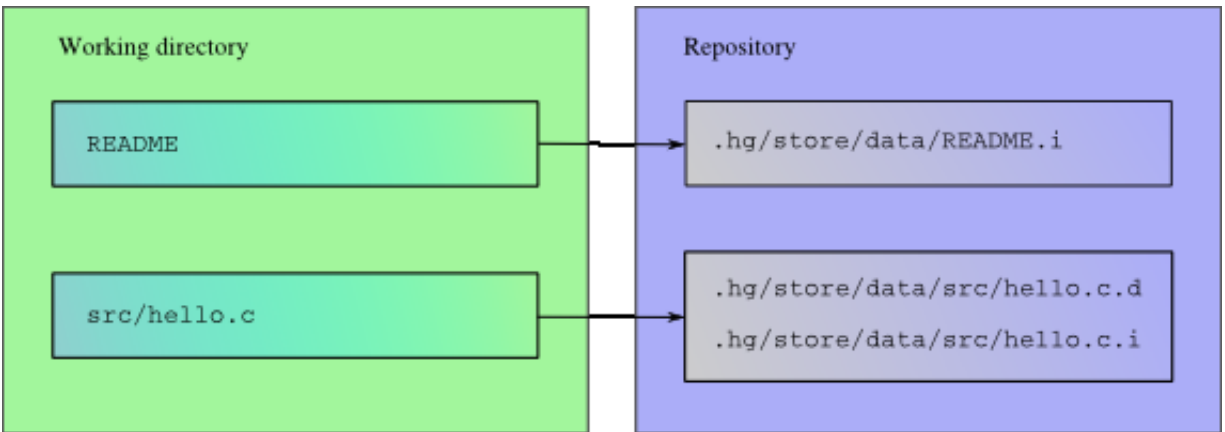 Working directory
README
src/hello.c
Repository
.hg/store/data/README.i
.hg/store/data/src/hello.c.d
.hg/store/data/src/hello.c.i